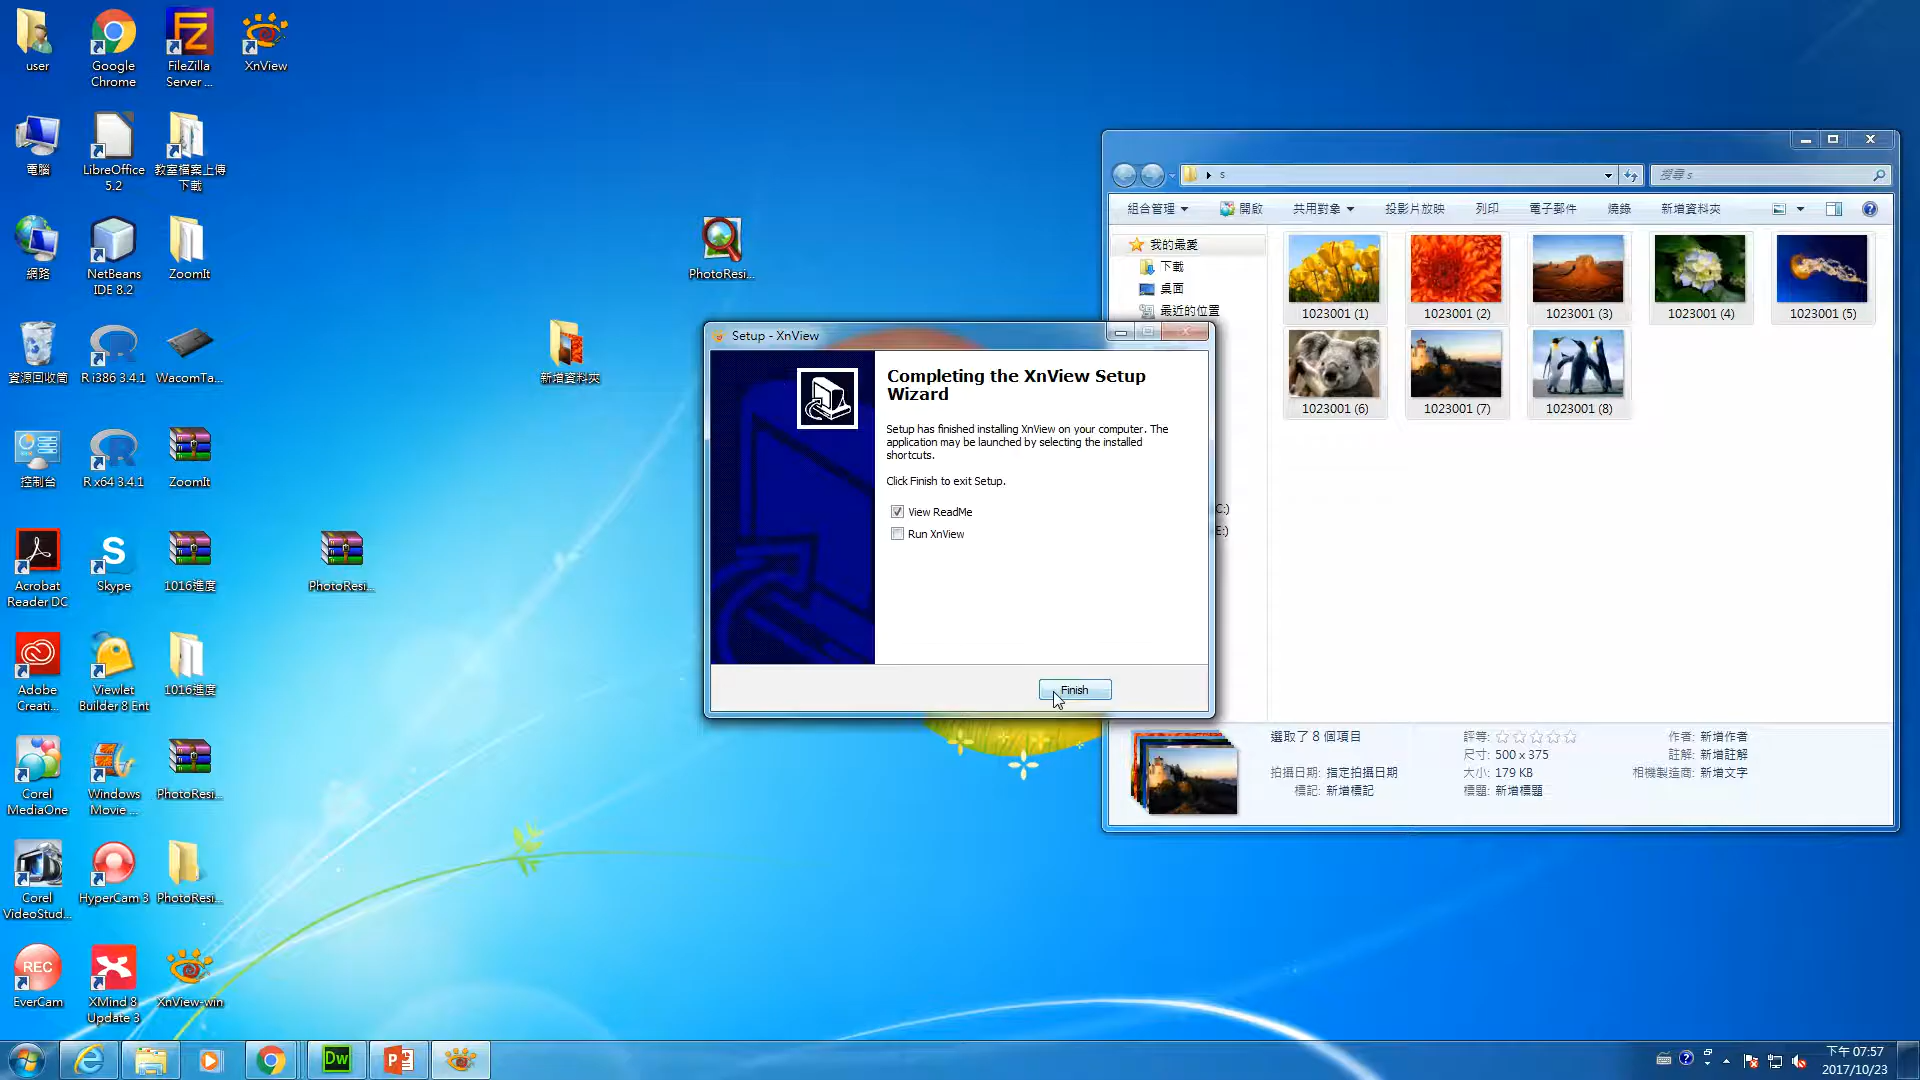 user
Google
Chrome
FileZilla
Server ...
XnView
電腦
LibreOffice
5.2
教室檔案上傳
下載
網路
NetBeans
IDE 8.2
ZoomIt
資源回收筒
R i386 3.4.1
WacomTa...
控制台
R x64 3.4.1
ZoomIt
Acrobat
Reader DC
Skype
1016進度
Adobe
Creati...
Viewlet
Builder 8 Ent
1016進度
Corel
MediaOne
Windows
Movie ...
PhotoResi...
Corel
VideoStud...
HyperCam 3
PhotoResi...
REC
EverCam
XMind 8
Update 3
XnView-win
PhotoResi...
新增資料夾
PhotoResi...
Setup - XnView
Completing the XnView Setup
Wizard
Setup has finished installing XnView on your computer. The
application may be launched by selecting the installed
shortcuts.
Click Finish to exit Setup.
View ReadMe
Run XnView
Finish
s
搜尋 s
組合管理
開啟
共用對象
投影片放映
列印
電子郵件
燒錄
新增資料夾
我的最愛
下載
桌面
最近的位置
C:)
E:)
1023001 (1)
1023001 (2)
1023001 (3)
1023001 (4)
1023001 (5)
1023001 (6)
1023001 (7)
1023001 (8)
選取了 8 個項目
拍攝日期: 指定拍攝日期
標記: 新增標記
評等:
尺寸: 500 x 375
大小: 179 KB
標題: 新增標題
作者: 新增作者
註解: 新增註解
相機製造商: 新增文字
Dw
下午 07:57
2017/10/23